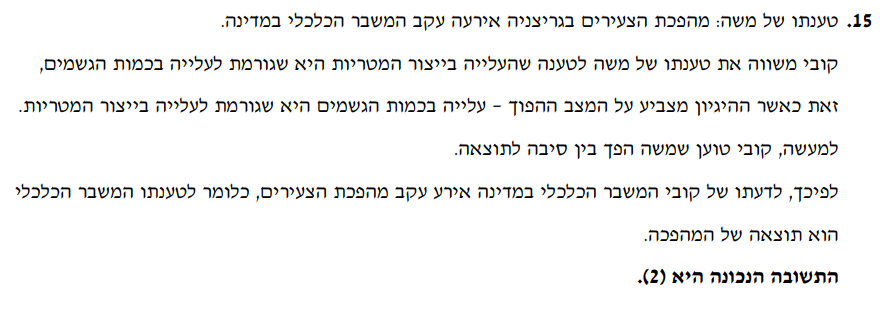 15. טענתו של משה: מהפכת הצעירים בגריצניה אירעה עקב המשבר הכלכלי במדינה.
קובי משווה את טענתו של משה לטענה שהעלייה בייצור המטריות היא שגורמת לעלייה בכמות הגשמים,
זאת כאשר ההיגיון מצביע על המצב ההפוך – עלייה בכמות הגשמים היא שגורמת לעלייה בייצור המטריות.
למעשה, קובי טוען שמשה הפך בין סיבה לתוצאה.
לפיכך, לדעתו של קובי המשבר הכלכלי במדינה אירע עקב מהפכת הצעירים, כלומר לטענתו המשבר הכלכלי
הוא תוצאה של המהפכה.
התשובה הנכונה היא (2).